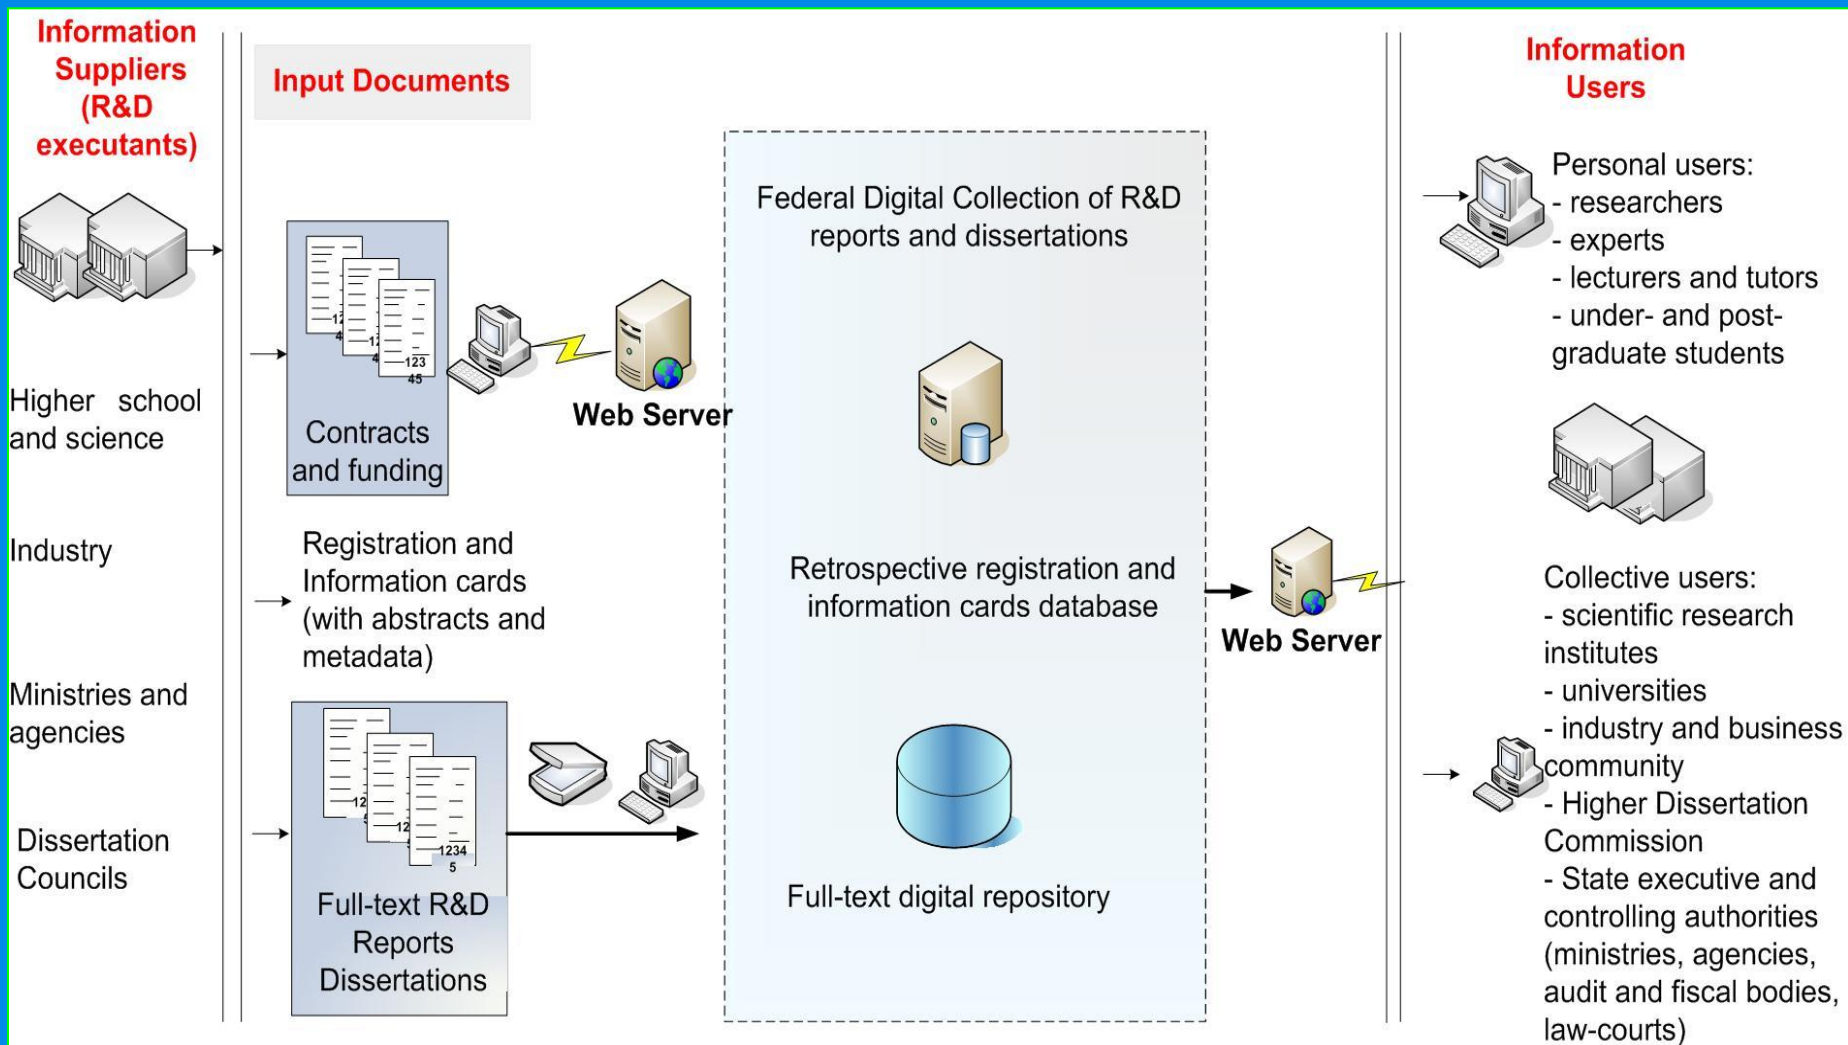 Information
Suppliers
(R&D
executants)
Higher school
and science
Industry
Ministries and
agencies
Dissertation
Councils
Input Documents
123
45
Contracts
and funding
Web Server
Registration and
Information cards
(with abstracts and
metadata)
1234
5
Full-text R&D
Reports
Dissertations
Federal Digital Collection of R&D
reports and dissertations
Retrospective registration and
information cards database
Full-text digital repository
Web Server
Information
Users
Personal users:
- researchers
- experts
- lecturers and tutors
- under- and post-
graduate students
Collective users:
- scientific research
institutes
- universities
- industry and business
community
- Higher Dissertation
Commission
- State executive and
controlling authorities
(ministries, agencies,
audit and fiscal bodies,
law-courts)